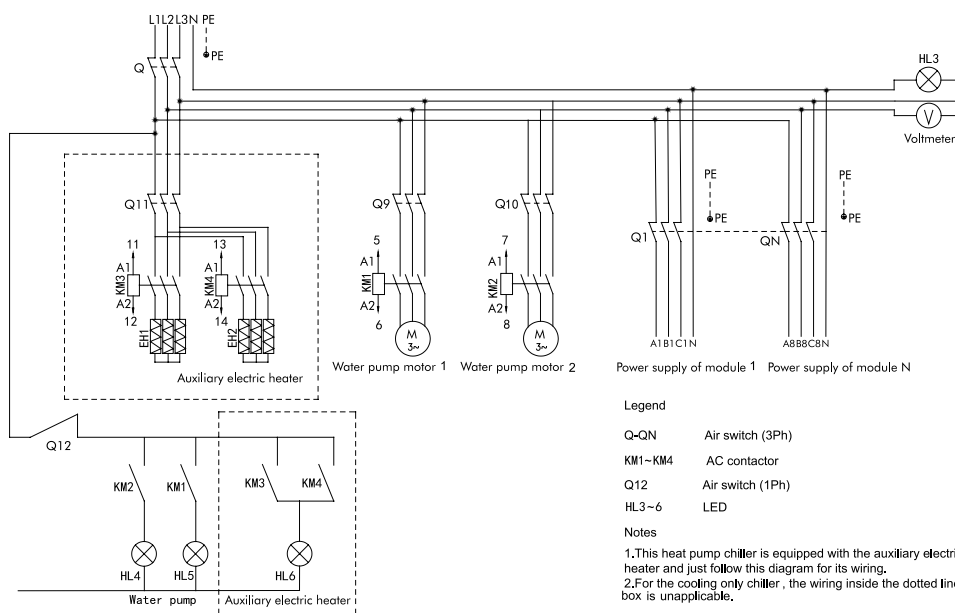 L1L2L3N PE
PE
Q
HL3
V
Voltmeter
Q11
Q9
Q10
PE
PE
PE
PE
Q1
QN
11
13
5
7
A1
A1
A1
A1
KM3
KM4
KM1
KM2
A2
A2
A2
A2
12
14
6
8
EH1
EH2
M
3~
M
3~
A1B1C1N
A8B8C8N
Auxiliary electric heater
Water pump motor 1
Water pump motor 2
Power supply of module 1
Power supply of module N
Q12
KM2
KM1
KM3
KM4
HL4
HL5
HL6
Water pump
Auxiliary electric heater
Legend
Q-QN Air switch (3Ph)
KM1~KM4 AC contactor
Q12 Air switch (1Ph)
HL3~6 LED
Notes
1.This heat pump chiller is equipped with the auxiliary electri
heater and just follow this diagram for its wiring.
2.For the cooling only chiller , the wiring inside the dotted line
box is unapplicable.